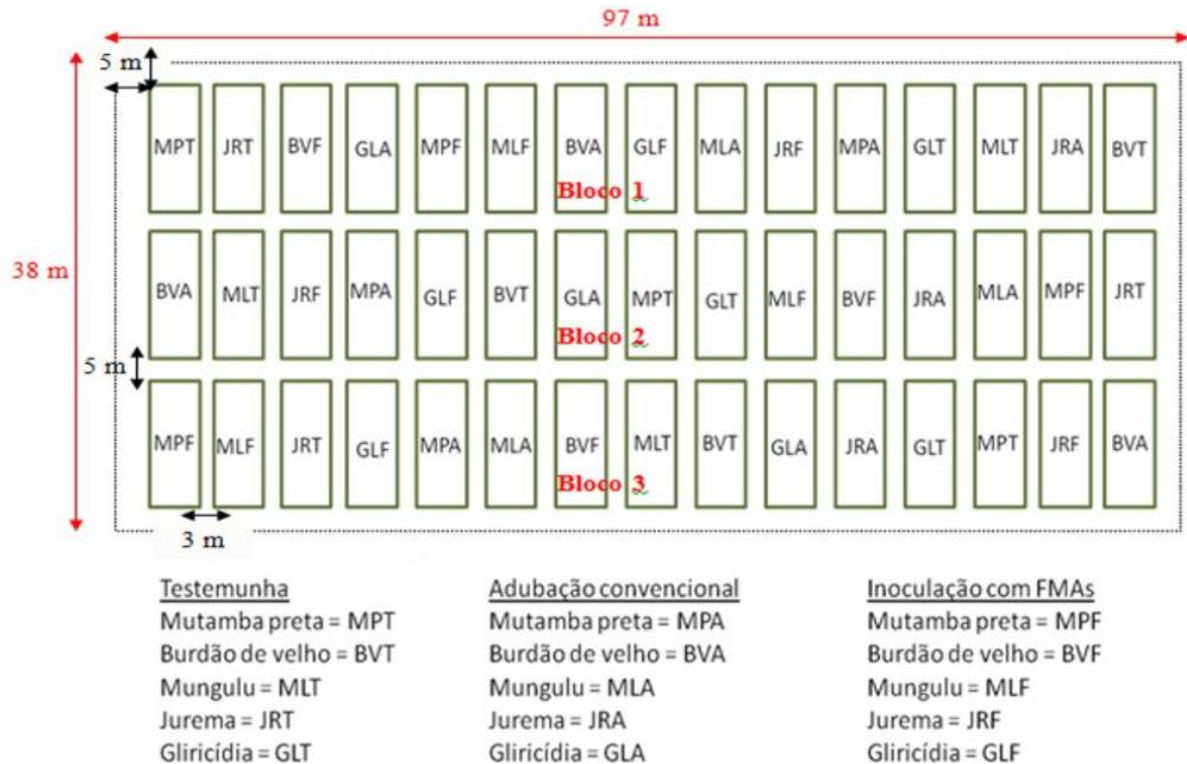 97 m
5 m
MPT JRT BVF GLA MPF MLF BVA GLF MLA JRF MPA GLT MLT JRA BVT
Bloco 1
38 m
BVA MLT JRF MPA GLF BVT GLA MPT GLT MLF BVF JRA MLA MPF JRT
Bloco 2
5 m
MPF MLF JRT GLF MPA MLA BVF MLT BVT GLA JRA GLT MPT JRF BVA
Bloco 3
3 m
Testemunha
Mutamba preta = MPT
Burdão de velho = BVT
Mungulu = MLT
Jurema = JRT
Gliricídia = GLT
Adubação convencional
Mutamba preta = MPA
Burdão de velho = BVA
Mungulu = MLA
Jurema = JRA
Gliricídia = GLA
Inoculação com FMAs
Mutamba preta = MPF
Burdão de velho = BVF
Mungulu = MLF
Jurema = JRF
Gliricídia = GLF